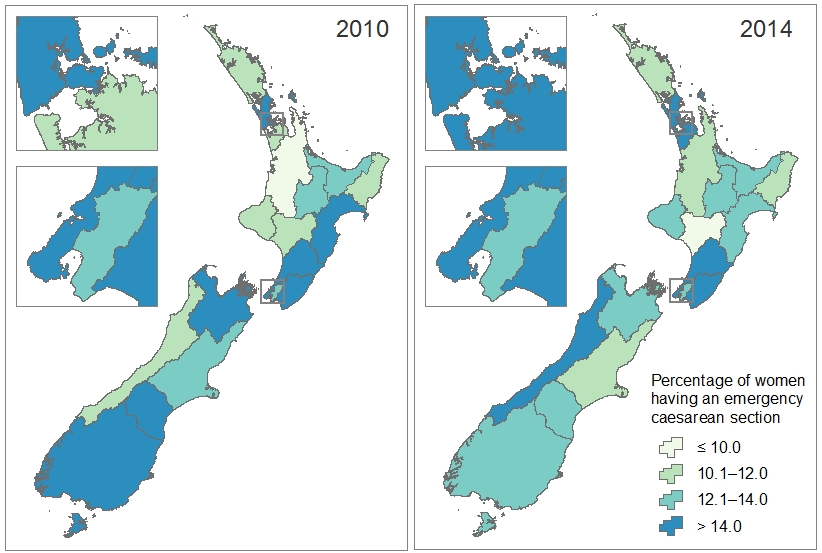 2010
2014
Percentage of women
having an emergency
caesarean section
≤ 10.0
10.1–12.0
12.1–14.0
> 14.0